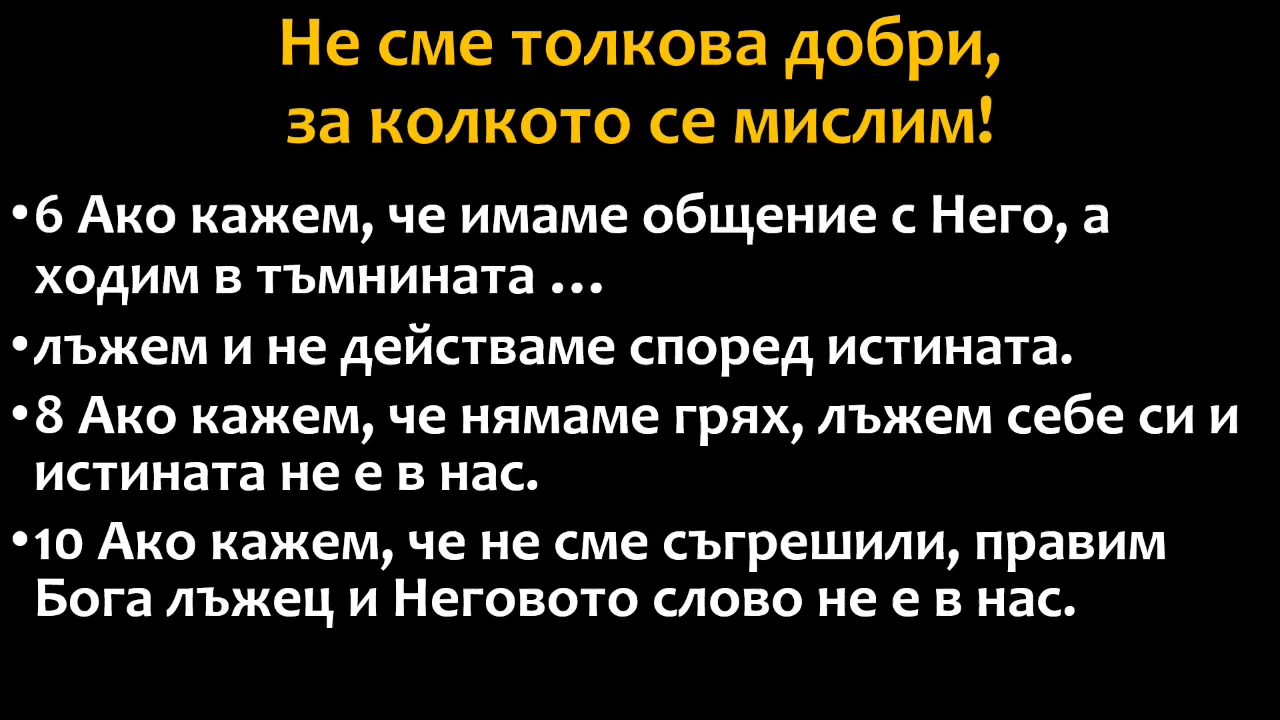 Не сме толкова добри,
за колкото се мислим!
•6 Ако кажем, че имаме общение с Него, а
ходим в тъмнината …
•лъжем и не действаме според истината.
•8 Ако кажем, че нямаме грях, лъжем себе си и
истината не е в нас.
•10 Ако кажем, че не сме съгрешили, правим
Бога лъжец и Неговото слово не е в нас.